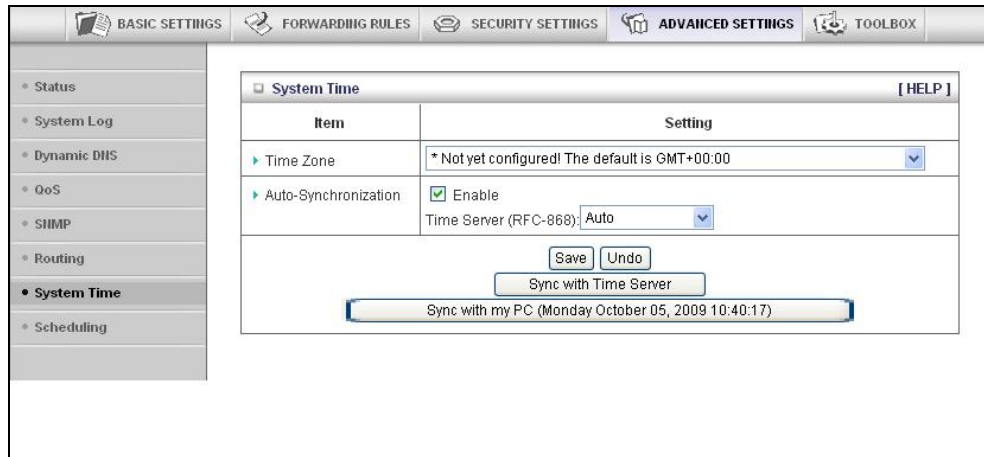 BASIC SETTINGS FORWARDING RULES SECURITY SETTINGS ADVANCED SETTINGS TOOLBOX
Status
System Log
Dynamic DNS
QoS
SNMP
Routing
System Time
Scheduling
System Time [ HELP ]
Item Setting
Time Zone * Not yet configured! The default is GMT+00:00
Auto-Synchronization Enable
Time Server (RFC-868): Auto
Save Undo
Sync with Time Server
Sync with my PC (Monday October 05, 2009 10:40:17)